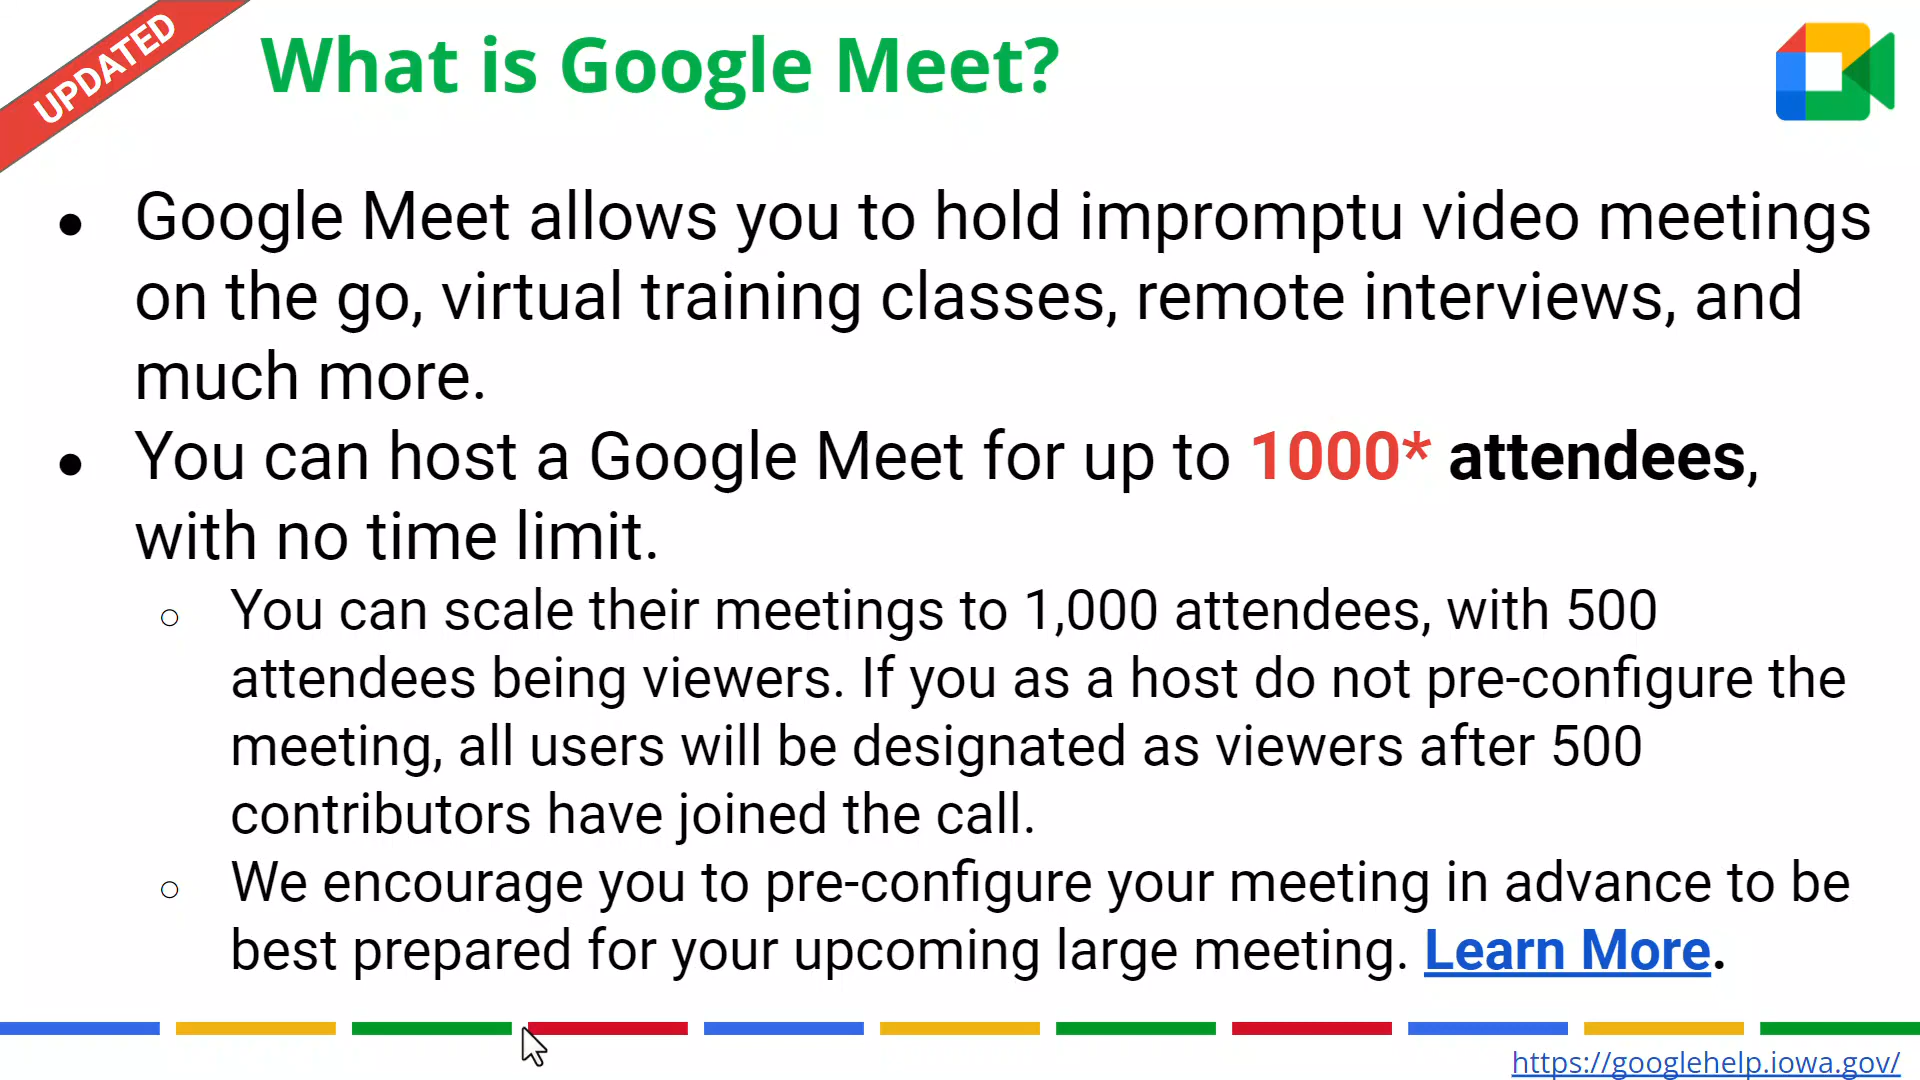 UPDATED
What is Google Meet?
● Google Meet allows you to hold impromptu video meetings
on the go, virtual training classes, remote interviews, and
much more.
● You can host a Google Meet for up to 1000* attendees,
with no time limit.
○ You can scale their meetings to 1,000 attendees, with 500
attendees being viewers. If you as a host do not pre-configure the
meeting, all users will be designated as viewers after 500
contributors have joined the call.
○ We encourage you to pre-configure your meeting in advance to be
best prepared for your upcoming large meeting. Learn More.
https://googlehelp.iowa.gov/